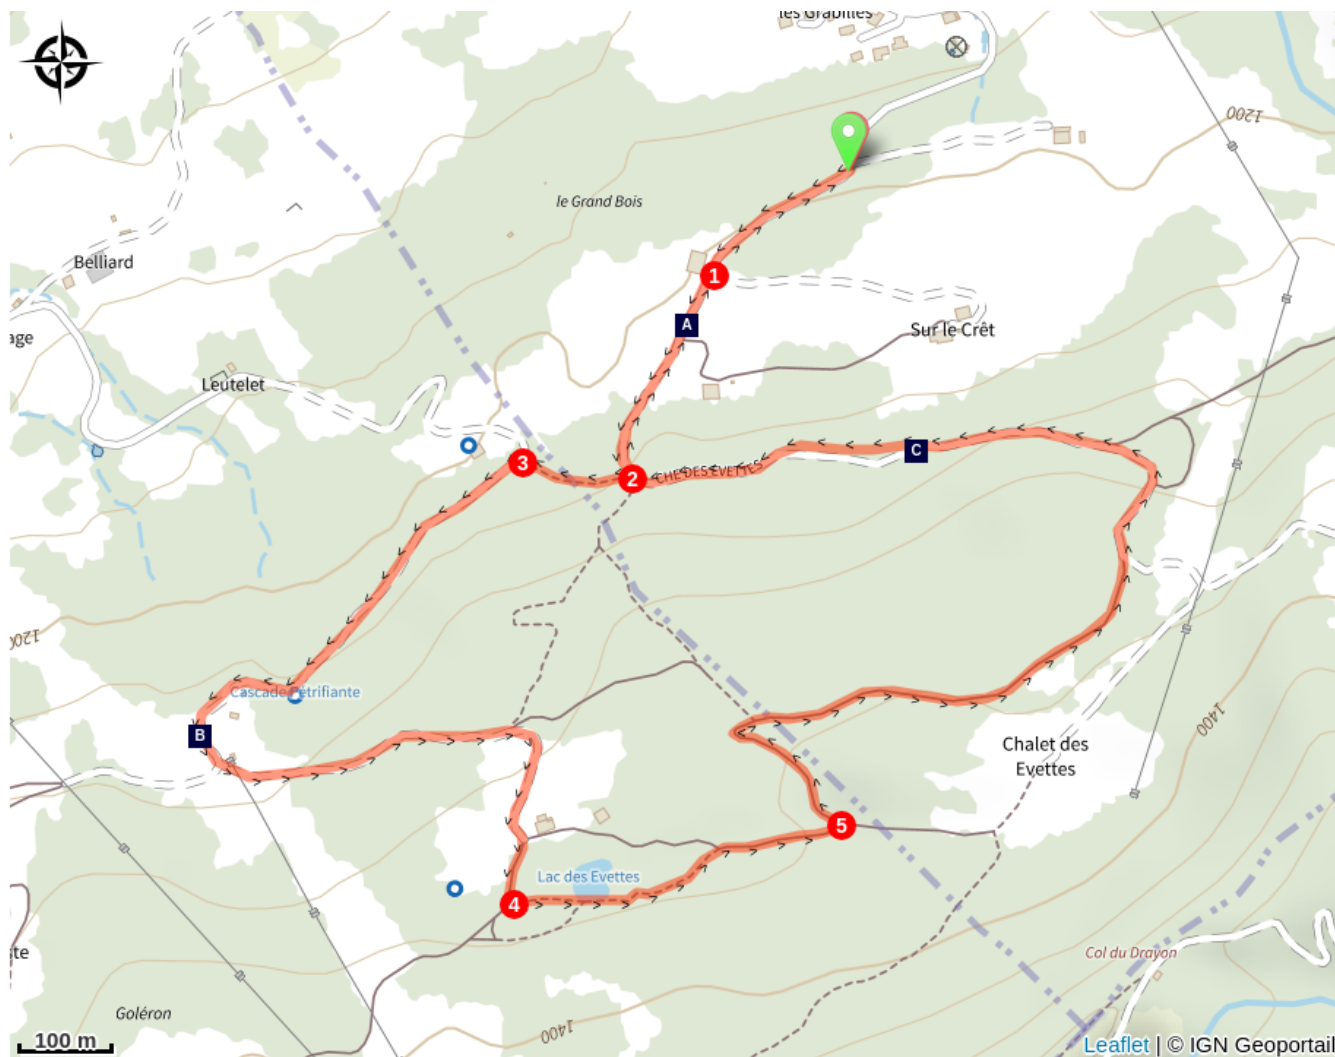 les Grabilles
1200
le Grand Bois
Belliard
1
A
Sur le Crêt
age
Leutelet
C
3
2
CHE DES EVETTES
1200
Cascade Pétrifiante
B
1400
Chalet des
Evettes
5
Lac des Evettes
4
ste
Col du Drayon
Goléron
1400
100 m
Leaflet | © IGN Geoportail